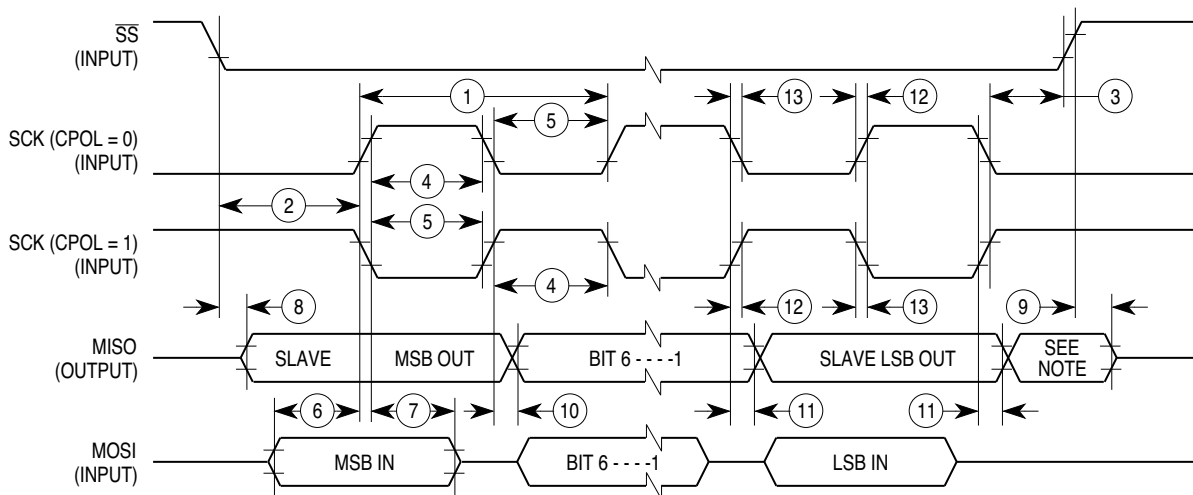 SS
(INPUT)
1
13
12
3
5
SCK (CPOL = 0)
(INPUT)
4
2
5
SCK (CPOL = 1)
(INPUT)
4
12
13
8
9
MISO
(OUTPUT)
SLAVE
MSB OUT
BIT 6 - - - - 1
SLAVE LSB OUT
SEE
NOTE
6
7
10
11
11
MOSI
(INPUT)
MSB IN
BIT 6 - - - - 1
LSB IN